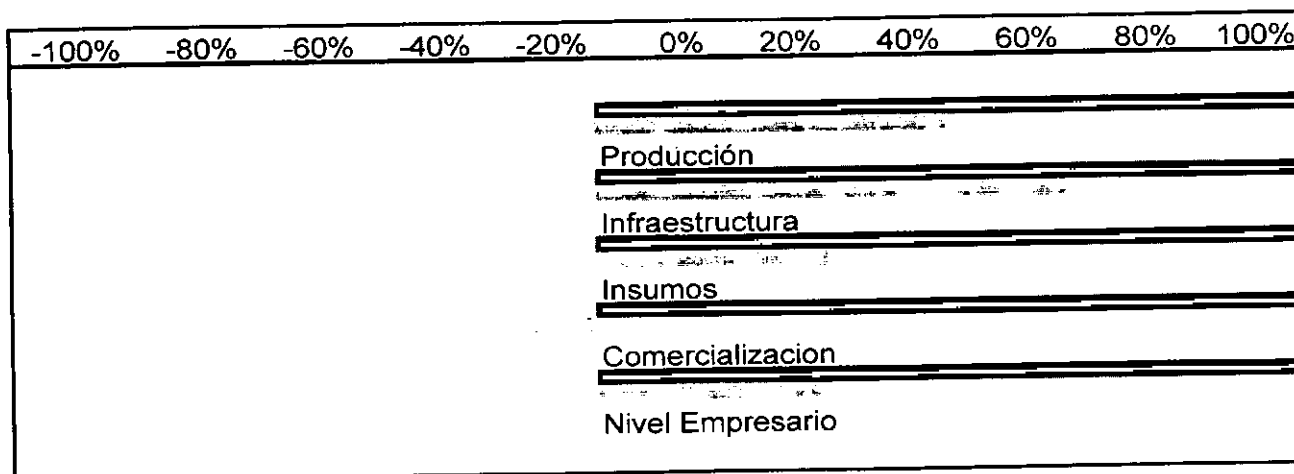 -100% -80% -60% -40% -20% 0% 20% 40% 60% 80% 100%
Producción
Infraestructura
Insumos
Comercializacion
Nivel Empresario